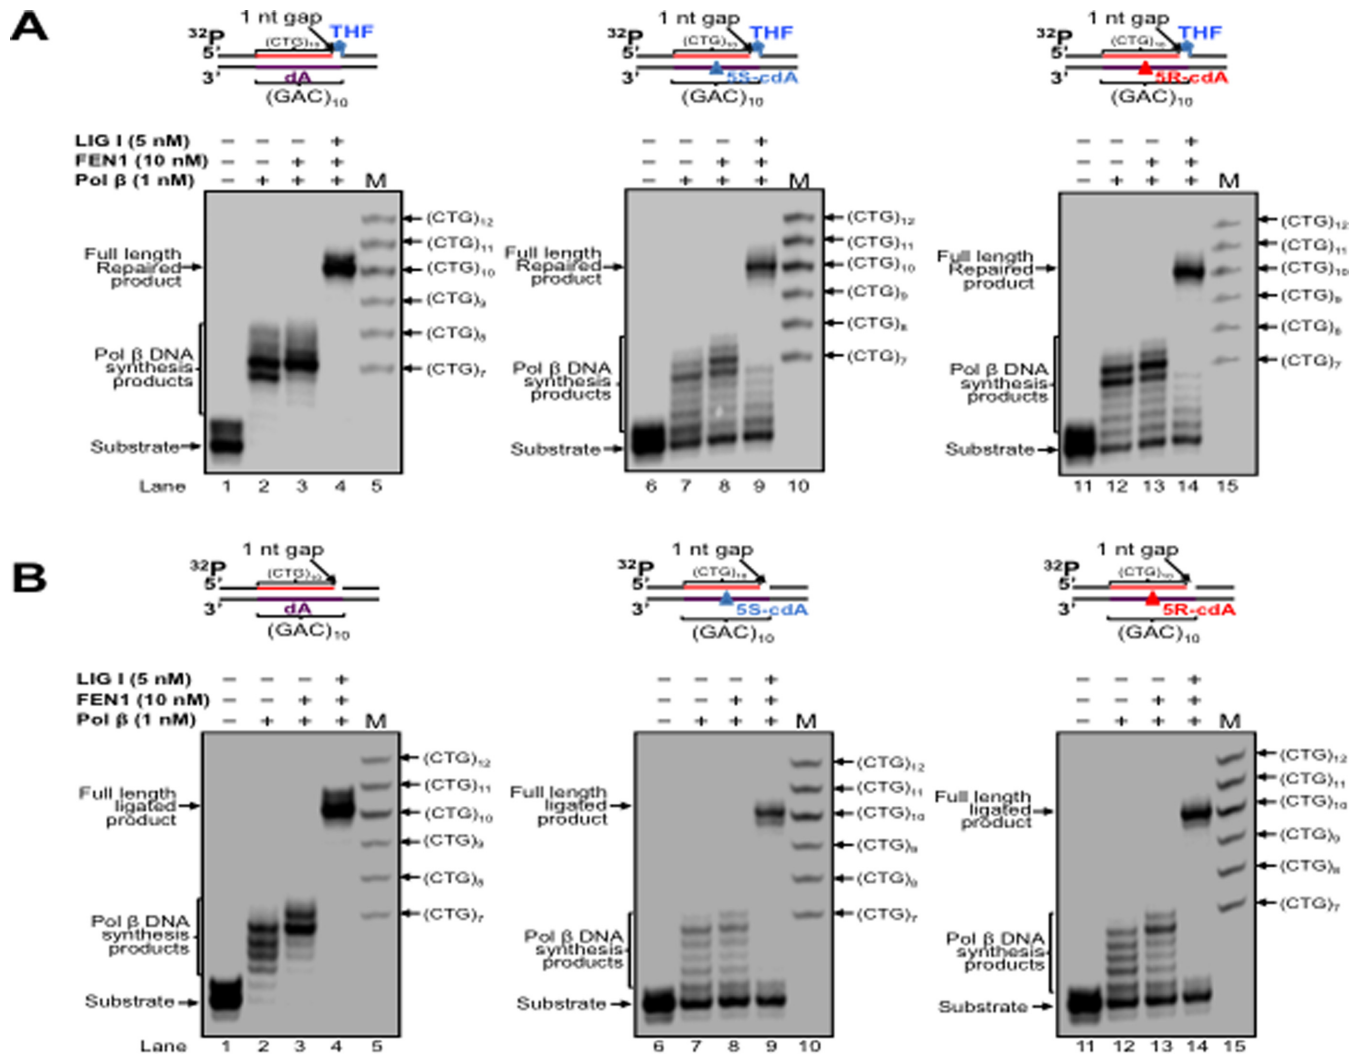 A
1 nt gap
THF
32P
(CTG)10
5'
3'
dA
(GAC)10
1 nt gap
THF
32P
(CTG)10
5'
3'
5S-cdA
(GAC)10
1 nt gap
THF
32P
(CTG)10
5'
3'
5R-cdA
(GAC)10
LIG I (5 nM) – – – +
FEN1 (10 nM) – – + +
Pol β (1 nM) – + + + M
– – – +
– – + +
– + + + M
– – – +
– – + +
– + + + M
Full length
Repaired
product
Pol β DNA
synthesis
products
Substrate
(CTG)12
(CTG)11
(CTG)10
(CTG)9
(CTG)8
(CTG)7
Lane 1 2 3 4 5
Full length
Repaired
product
Pol β DNA
synthesis
products
Substrate
(CTG)12
(CTG)11
(CTG)10
(CTG)9
(CTG)8
(CTG)7
6 7 8 9 10
Full length
Repaired
product
Pol β DNA
synthesis
products
Substrate
(CTG)12
(CTG)11
(CTG)10
(CTG)9
(CTG)8
(CTG)7
11 12 13 14 15
B
1 nt gap
32P
(CTG)10
5'
3'
dA
(GAC)10
1 nt gap
32P
(CTG)10
5'
3'
5S-cdA
(GAC)10
1 nt gap
32P
(CTG)10
5'
3'
5R-cdA
(GAC)10
LIG I (5 nM) – – – +
FEN1 (10 nM) – – + +
Pol β (1 nM) – + + + M
– – – +
– – + +
– + + + M
– – – +
– – + +
– + + + M
Full length
ligated
product
Pol β DNA
synthesis
products
Substrate
(CTG)12
(CTG)11
(CTG)10
(CTG)9
(CTG)8
(CTG)7
Lane 1 2 3 4 5
Full length
ligated
product
Pol β DNA
synthesis
products
Substrate
(CTG)12
(CTG)11
(CTG)10
(CTG)9
(CTG)8
(CTG)7
6 7 8 9 10
Full length
ligated
product
Pol β DNA
synthesis
products
Substrate
(CTG)12
(CTG)11
(CTG)10
(CTG)9
(CTG)8
(CTG)7
11 12 13 14 15